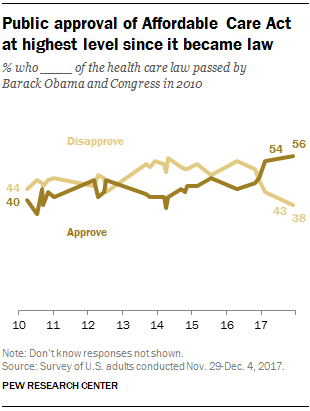 Public approval of Affordable Care Act
at highest level since it became law
% who ____ of the health care law passed by
Barack Obama and Congress in 2010
Disapprove
54 56
44
40
43 38
Approve
10 11 12 13 14 15 16 17
Note: Don't know responses not shown.
Source: Survey of U.S. adults conducted Nov. 29-Dec. 4, 2017.
PEW RESEARCH CENTER